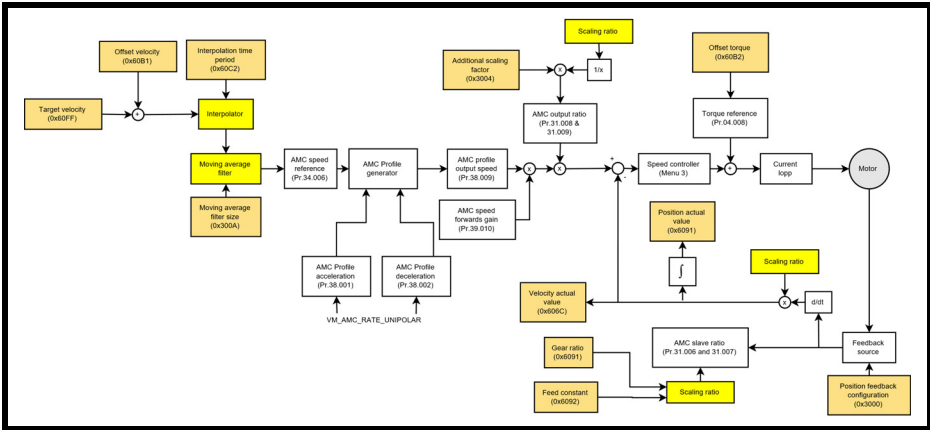 Offset velocity
(0x60B1)
Interpolation time
period
(0x60C2)
Target velocity
(0x60FF)
+
Interpolator
Moving average
filter
Moving average
filter size
(0x300A)
AMC speed
reference
(Pr.34.006)
AMC Profile
generator
AMC profile
output speed
(Pr.38.009)
AMC speed
forwards gain
(Pr.39.010)
AMC Profile
acceleration
(Pr.38.001)
AMC Profile
deceleration
(Pr.38.002)
VM_AMC_RATE_UNIPOLAR
Scaling ratio
Additional scaling
factor
(0x3004)
x
1/x
AMC output ratio
(Pr.31.008 &
31.009)
x
x
+
-
Speed controller
(Menu 3)
Offset torque
(0x60B2)
Torque reference
(Pr.04.008)
+
Current
lopp
Motor
Position actual
value
(0x6091)
∫
Scaling ratio
Velocity actual
value
(0x606C)
x
d/dt
AMC slave ratio
(Pr.31.006 and 31.007)
Feedback
source
Gear ratio
(0x6091)
Feed constant
(0x6092)
Scaling ratio
Position feedback
configuration
(0x3000)